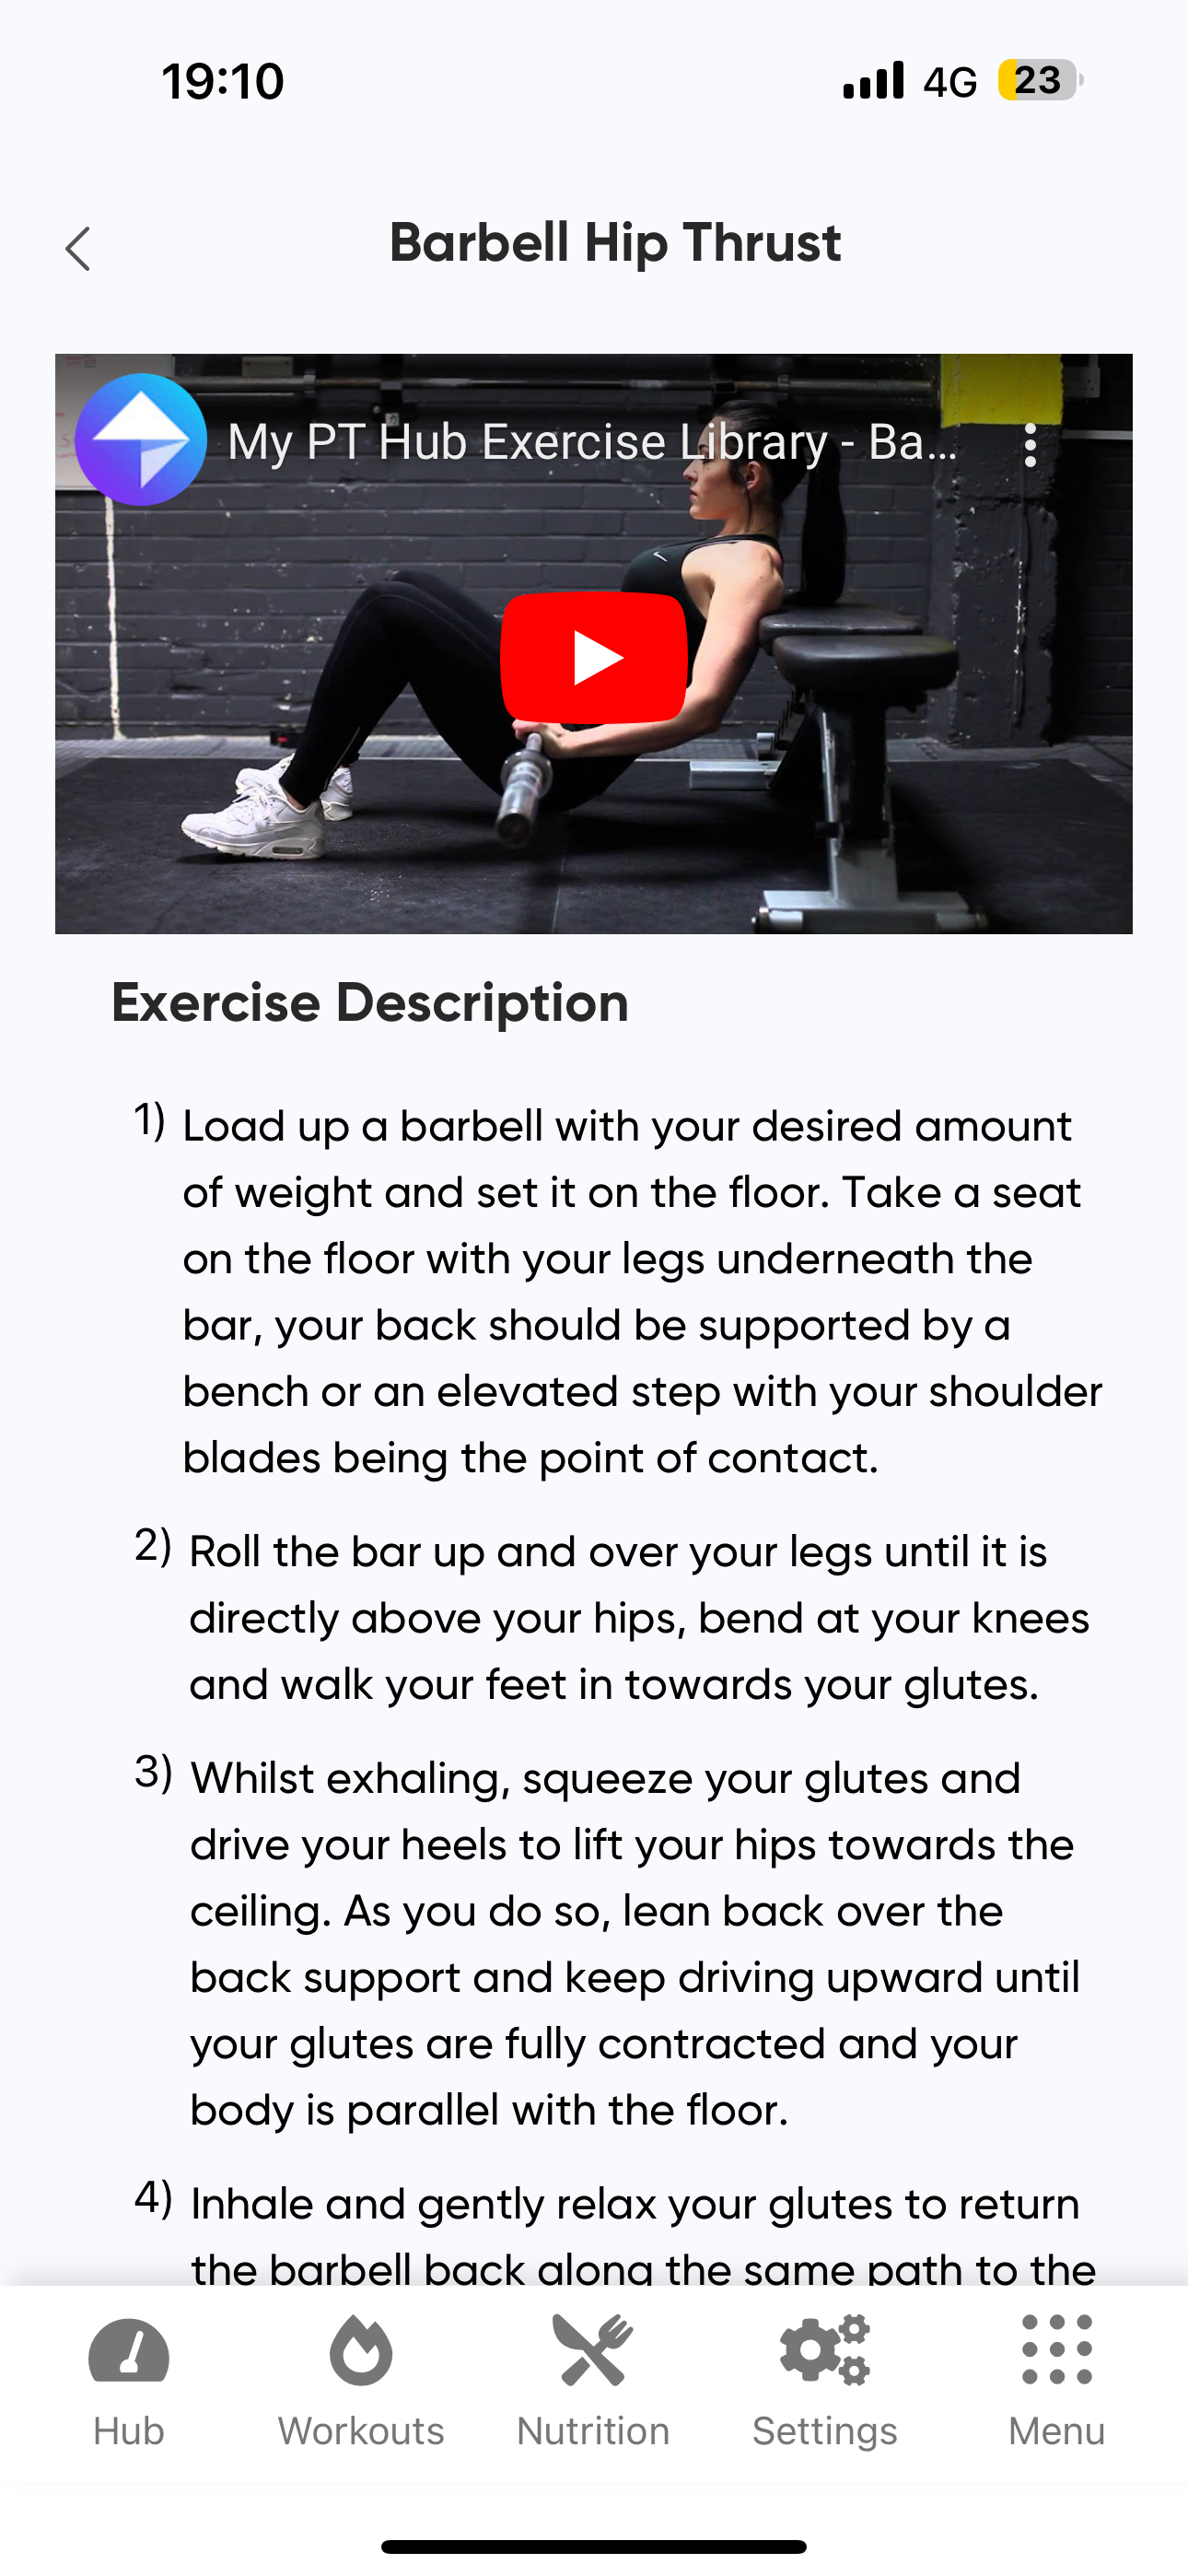 19:10
4G 23
Barbell Hip Thrust
My PT Hub Exercise Library - Ba...
Exercise Description
1) Load up a barbell with your desired amount
of weight and set it on the floor. Take a seat
on the floor with your legs underneath the
bar, your back should be supported by a
bench or an elevated step with your shoulder
blades being the point of contact.
2) Roll the bar up and over your legs until it is
directly above your hips, bend at your knees
and walk your feet in towards your glutes.
3) Whilst exhaling, squeeze your glutes and
drive your heels to lift your hips towards the
ceiling. As you do so, lean back over the
back support and keep driving upward until
your glutes are fully contracted and your
body is parallel with the floor.
4) Inhale and gently relax your glutes to return
the barbell back along the same path to the
Hub Workouts Nutrition Settings Menu